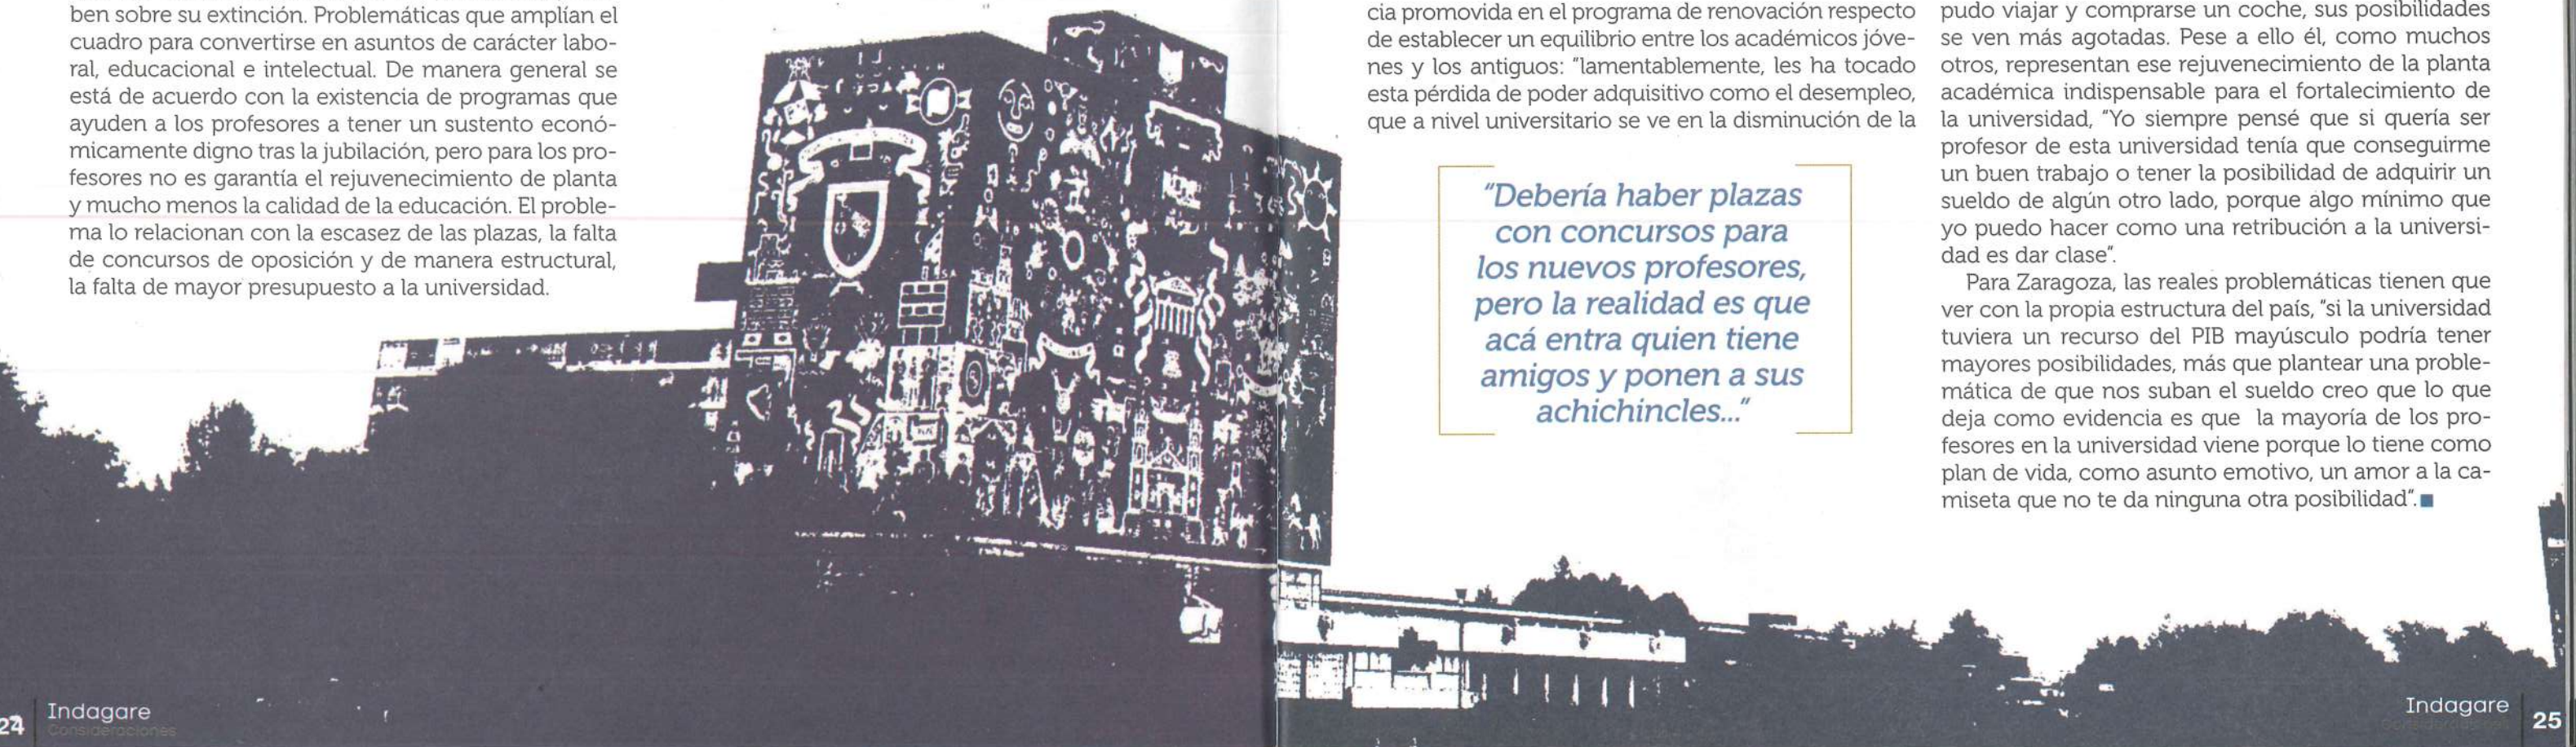 ben sobre su extinción. Problemáticas que amplían el
cuadro para convertirse en asuntos de carácter labo-
ral, educacional e intelectual. De manera general se
está de acuerdo con la existencia de programas que
ayuden a los profesores a tener un sustento econó-
micamente digno tras la jubilación, pero para los pro-
fesores no es garantía el rejuvenecimiento de planta
y mucho menos la calidad de la educación. El proble-
ma lo relacionan con la escasez de las plazas, la falta
de concursos de oposición y de manera estructural,
la falta de mayor presupuesto a la universidad.
cia promovida en el programa de renovación respecto
de establecer un equilibrio entre los académicos jóve-
nes y los antiguos: "lamentablemente, les ha tocado
esta pérdida de poder adquisitivo como el desempleo,
que a nivel universitario se ve en la disminución de la
"Debería haber plazas
con concursos para
los nuevos profesores,
pero la realidad es que
acá entra quien tiene
amigos y ponen a sus
achichincles..."
pudo viajar y comprarse un coche, sus posibilidades
se ven más agotadas. Pese a ello él, como muchos
otros, representan ese rejuvenecimiento de la planta
académica indispensable para el fortalecimiento de
la universidad, "Yo siempre pensé que si quería ser
profesor de esta universidad tenía que conseguirme
un buen trabajo o tener la posibilidad de adquirir un
sueldo de algún otro lado, porque algo mínimo que
yo puedo hacer como una retribución a la universi-
dad es dar clase".
Para Zaragoza, las reales problemáticas tienen que
ver con la propia estructura del país, "si la universidad
tuviera un recurso del PIB mayúsculo podría tener
mayores posibilidades, más que plantear una proble-
mática de que nos suban el sueldo creo que lo que
deja como evidencia es que la mayoría de los pro-
fesores en la universidad viene porque lo tiene como
plan de vida, como asunto emotivo, un amor a la ca-
miseta que no te da ninguna otra posibilidad".
24
Indagare
Consideraciones
Indagare
25